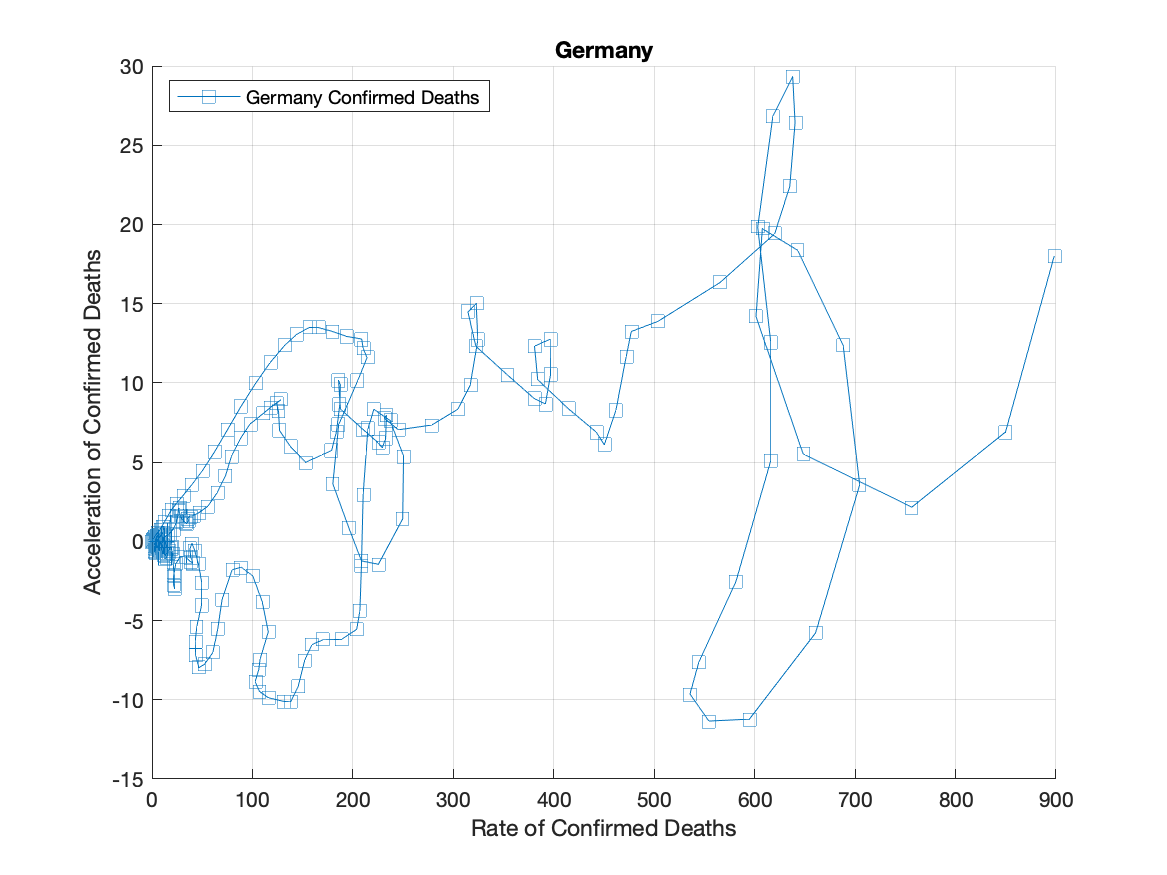 Germany
Germany Confirmed Deaths
30
25
20
15
10
5
0
-5
-10
-15
Acceleration of Confirmed Deaths
0 100 200 300 400 500 600 700 800 900
Rate of Confirmed Deaths